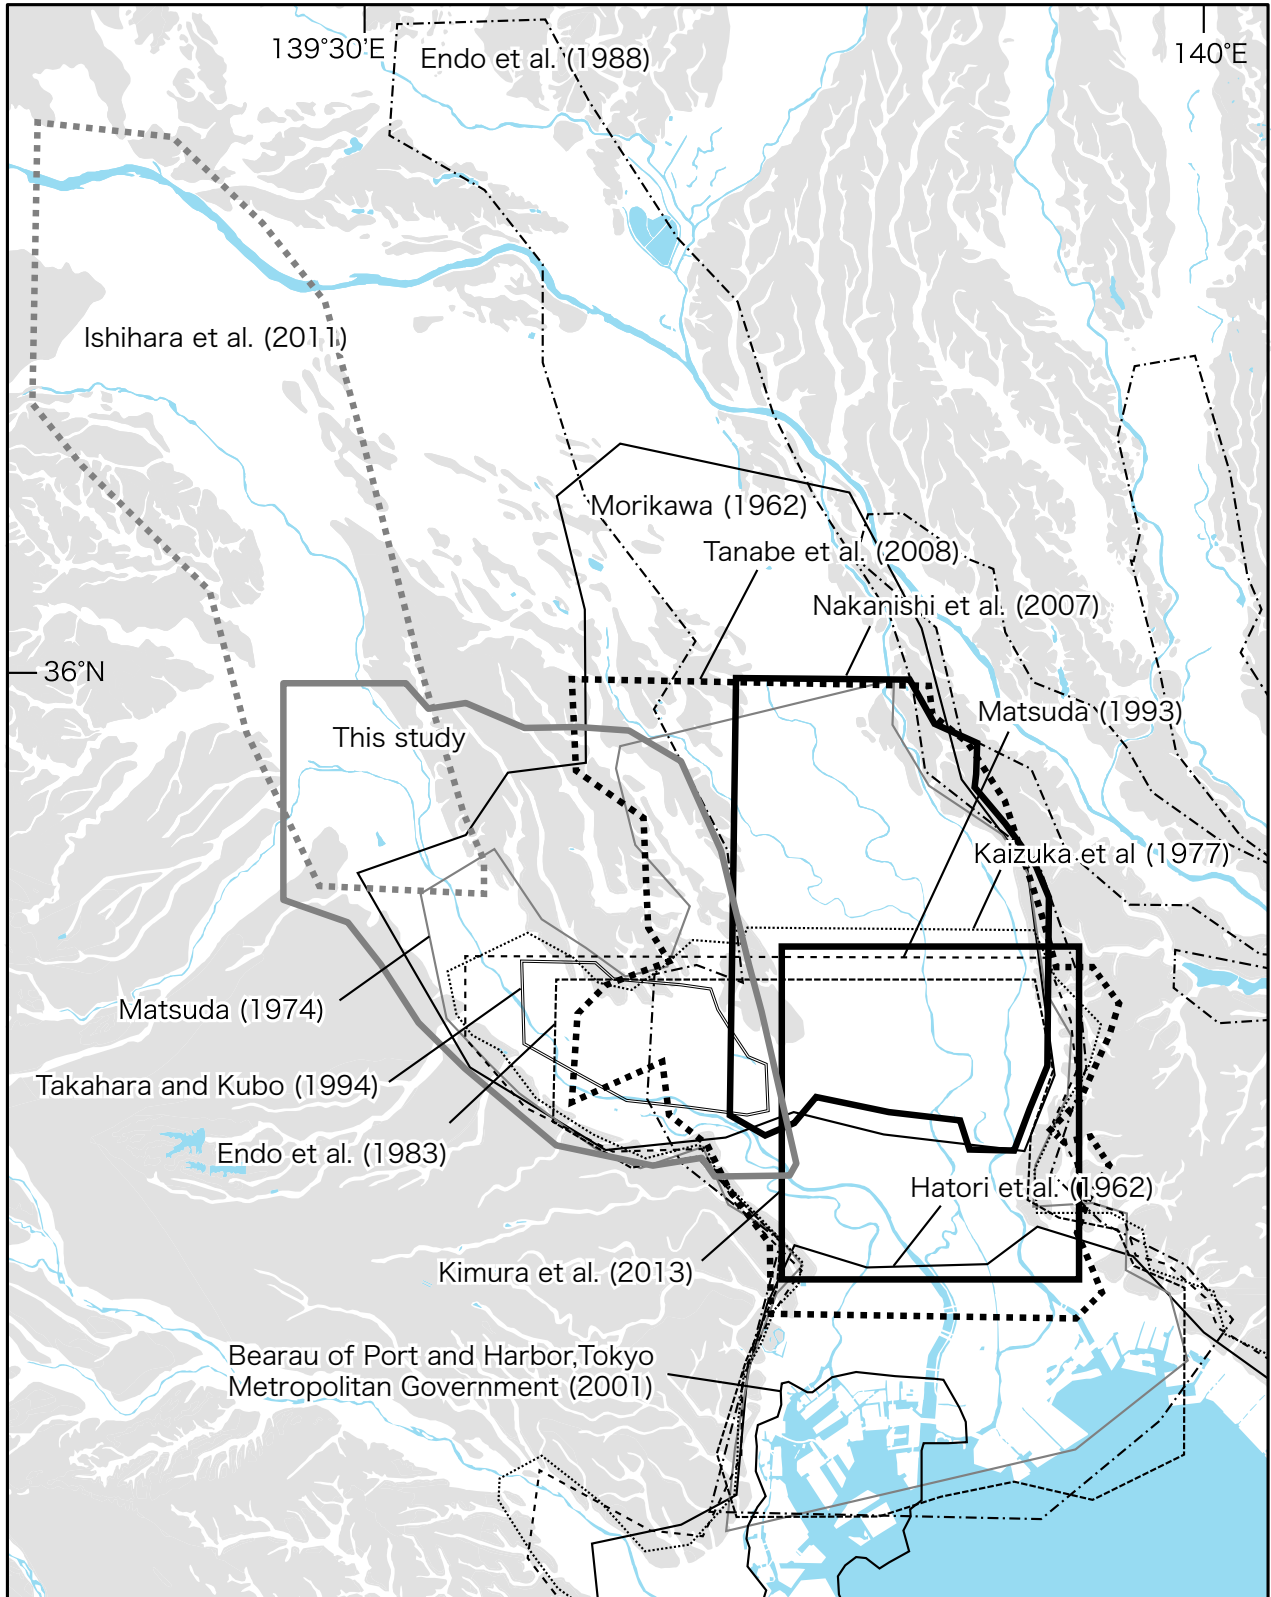 139°30'E
140°E
Endo et al. (1988)
Ishihara et al. (2011)
Morikawa (1962)
Tanabe et al. (2008)
Nakanishi et al. (2007)
36°N
Matsuda (1993)
This study
Kaizuka et al (1977)
Matsuda (1974)
Takahara and Kubo (1994)
Endo et al. (1983)
Hatori et al. (1962)
Kimura et al. (2013)
Bearau of Port and Harbor,Tokyo
Metropolitan Government (2001)